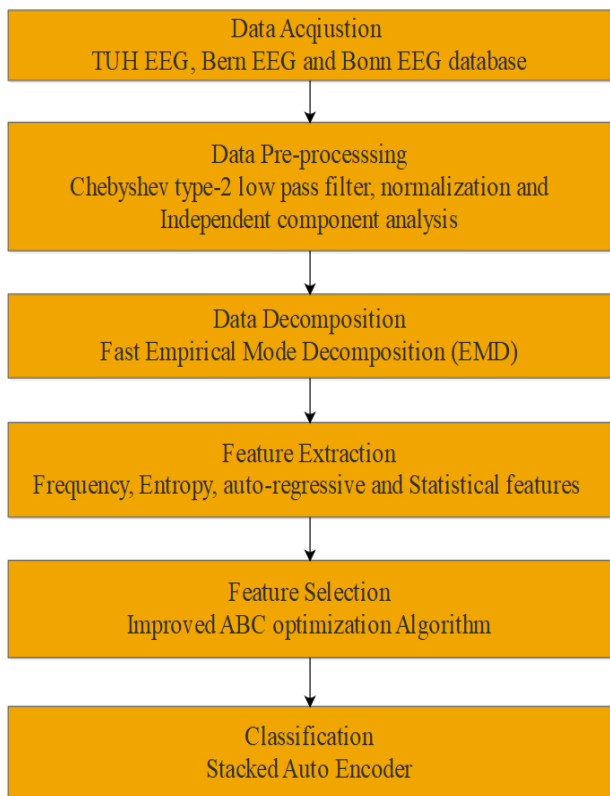 Data Acqiustion
TUH EEG, Bern EEG and Bonn EEG database
Data Pre-processsing
Chebyshev type-2 low pass filter, normalization and
Independent component analysis
Data Decomposition
Fast Empirical Mode Decomposition (EMD)
Feature Extraction
Frequency, Entropy, auto-regressive and Statistical features
Feature Selection
Improved ABC optimization Algorithm
Classification
Stacked Auto Encoder